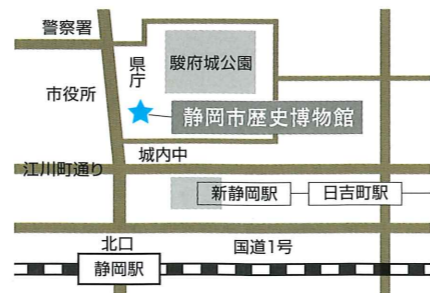 警察署
県庁
駿府城公園
市役所
静岡市歴史博物館
城内中
江川町通り
新静岡駅
日吉町駅
北口
国道1号
静岡駅